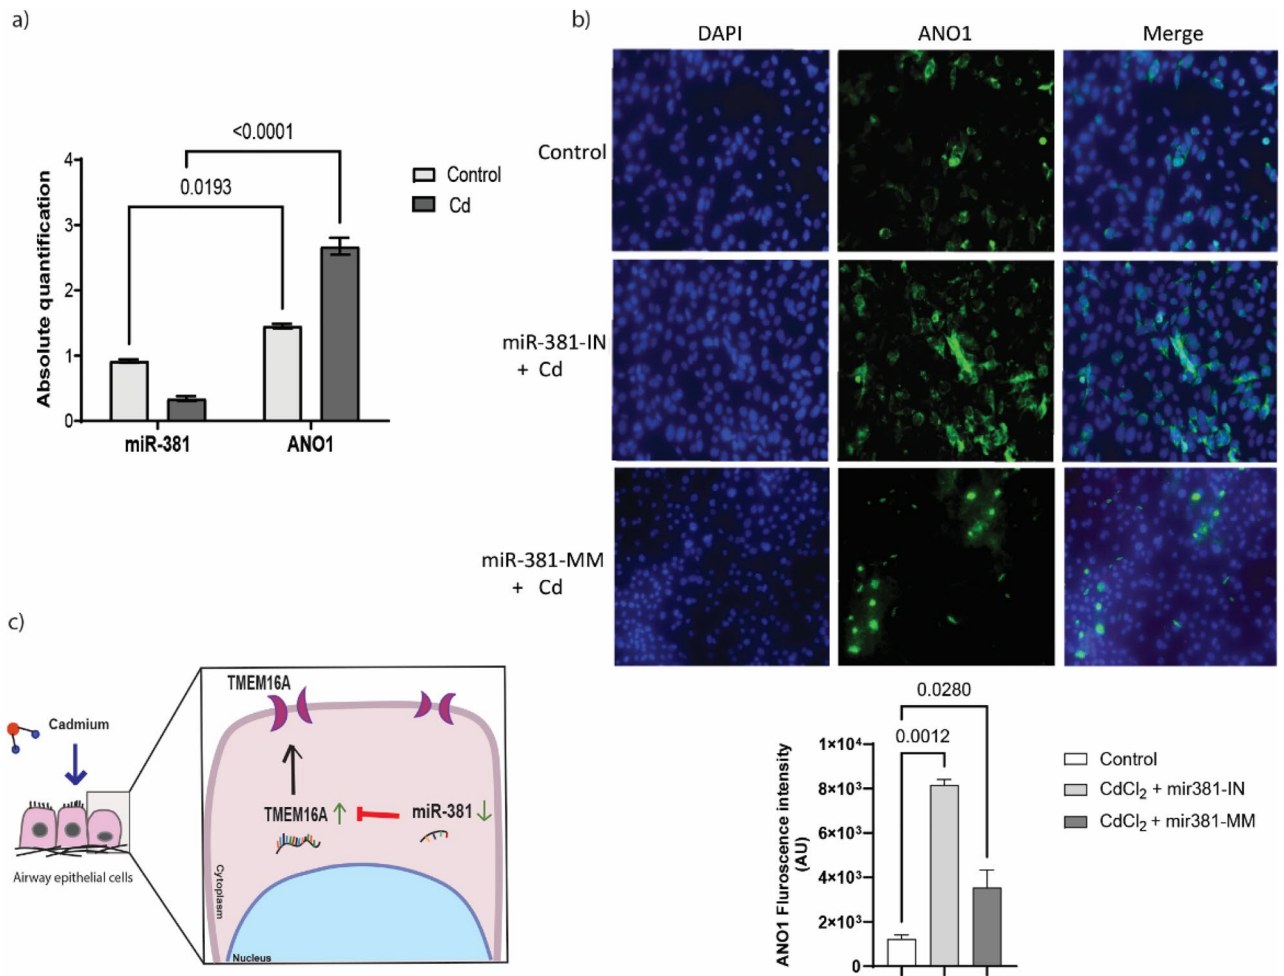 a)
<0.0001
0.0193
Absolute quantification
4
3
2
1
0
miR-381
ANO1
Control
Cd
b)
DAPI
ANO1
Merge
Control
miR-381-IN
+ Cd
miR-381-MM
+ Cd
0.0280
0.0012
ANO1 Fluroscence intensity
(AU)
1×10⁴
8×10³
6×10³
4×10³
2×10³
0
Control
CdCl₂ + mir381-IN
CdCl₂ + mir381-MM
c)
Cadmium
Airway epithelial cells
TMEM16A
TMEM16A
miR-381
Cytoplasm
Nucleus